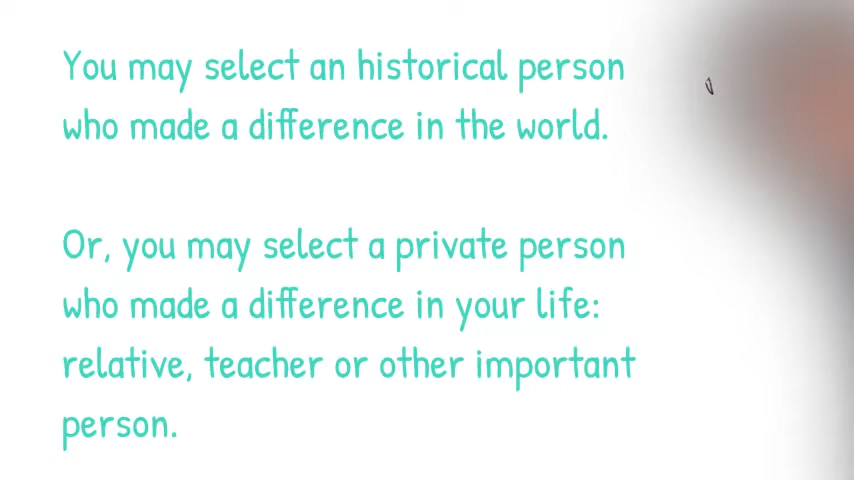 You may select an historical person
who made a difference in the world.
Or, you may select a private person
who made a difference in your life:
relative, teacher or other important
person.